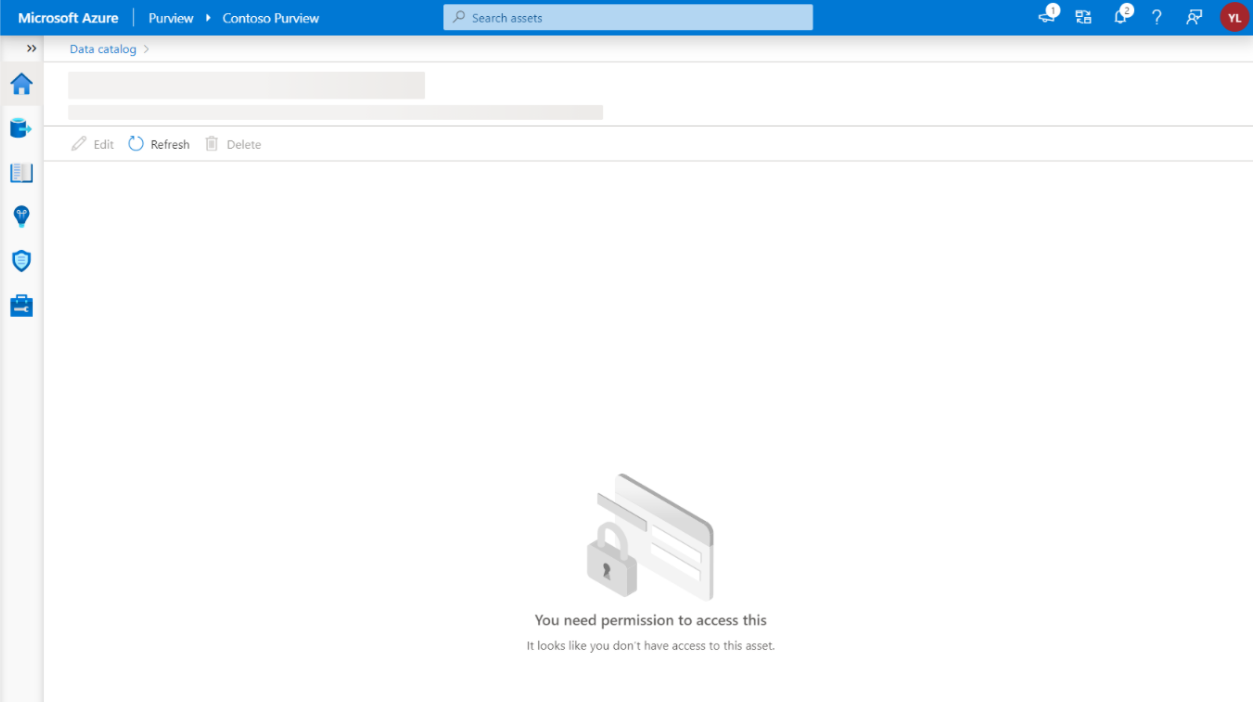 Microsoft Azure Purview Contoso Purview Search assets 1 2 ? YL
Data catalog
Edit Refresh Delete
You need permission to access this
It looks like you don't have access to this asset.